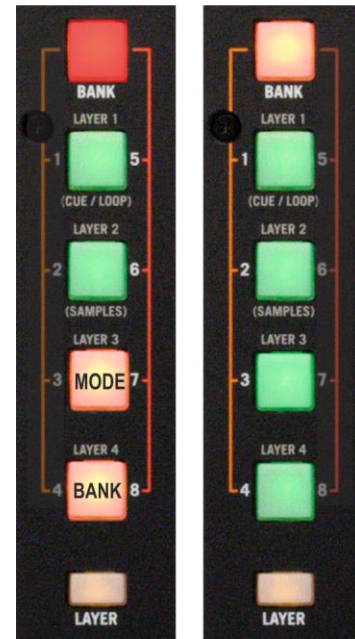 BANK
LAYER 1
1 5
(CUE / LOOP)
LAYER 2
2 6
(SAMPLES)
LAYER 3
3 MODE 7
LAYER 4
4 BANK 8
LAYER
BANK
LAYER 1
1 5
(CUE / LOOP)
LAYER 2
2 6
(SAMPLES)
LAYER 3
3 7
LAYER 4
4 8
LAYER